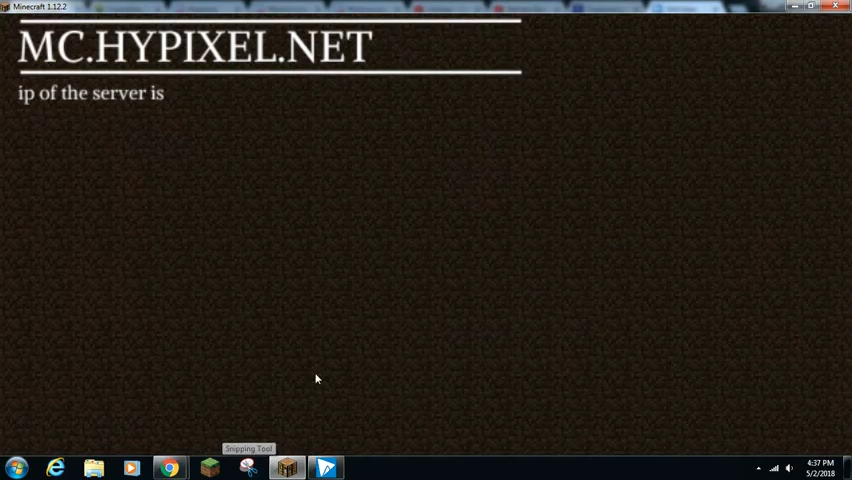 Minecraft 1.12.2
MC.HYPIXEL.NET
ip of the server is
Snipping Tool
4:37 PM
5/2/2018